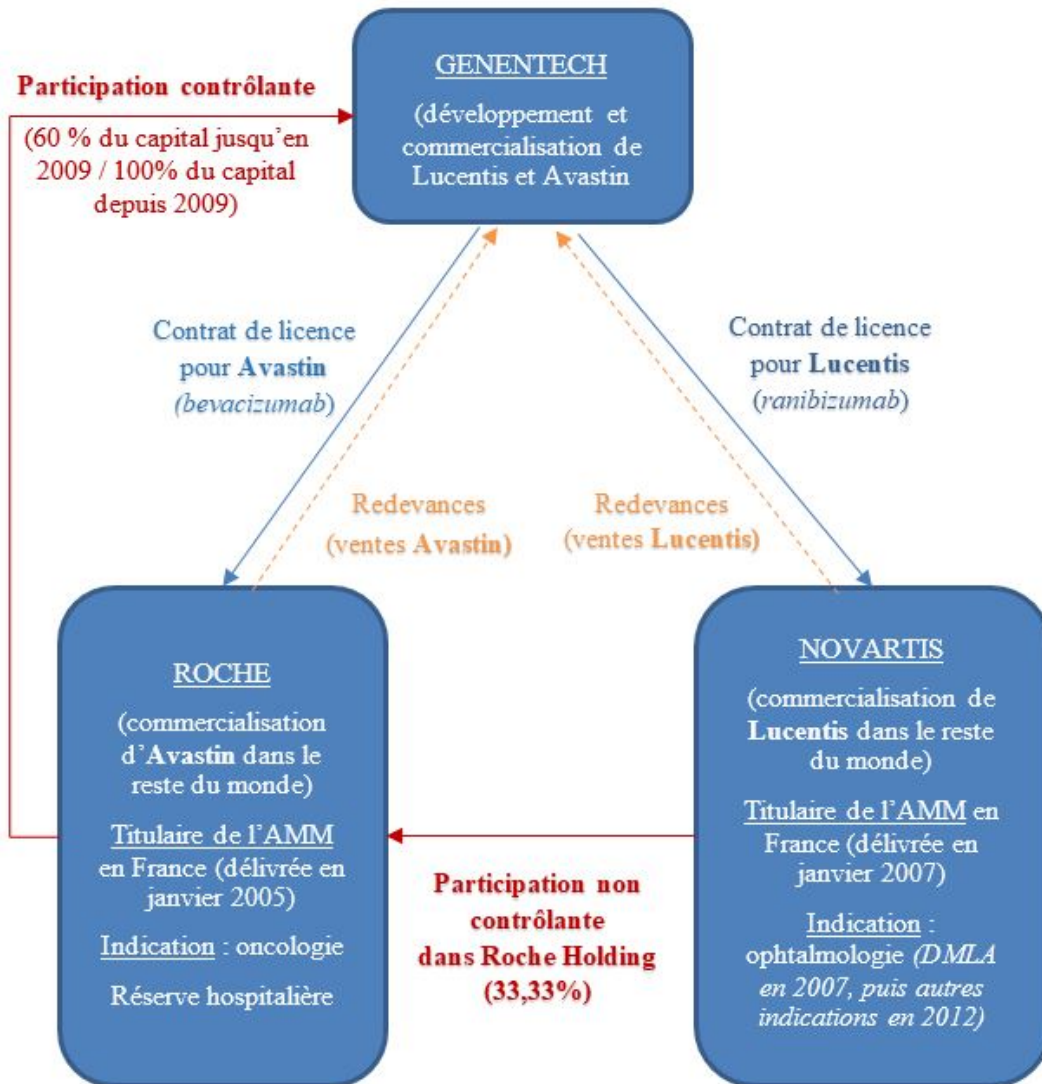 GENENTECH
(développement et
commercialisation de
Lucentis et Avastin
Participation contrôlante
(60 % du capital jusqu’en
2009 / 100% du capital
depuis 2009)
Contrat de licence
pour Avastin
(bevacizumab)
Contrat de licence
pour Lucentis
(ranibizumab)
Redevances
(ventes Avastin)
Redevances
(ventes Lucentis)
ROCHE
(commercialisation
d’Avastin dans le
reste du monde)
Titulaire de l’AMM
en France (délivrée en
janvier 2005)
Indication : oncologie
Réserve hospitalière
Participation non
contrôlante
dans Roche Holding
(33,33%)
NOVARTIS
(commercialisation de
Lucentis dans le reste
du monde)
Titulaire de l’AMM en
France (délivrée en
janvier 2007)
Indication :
ophtalmologie (DMLA
en 2007, puis autres
indications en 2012)